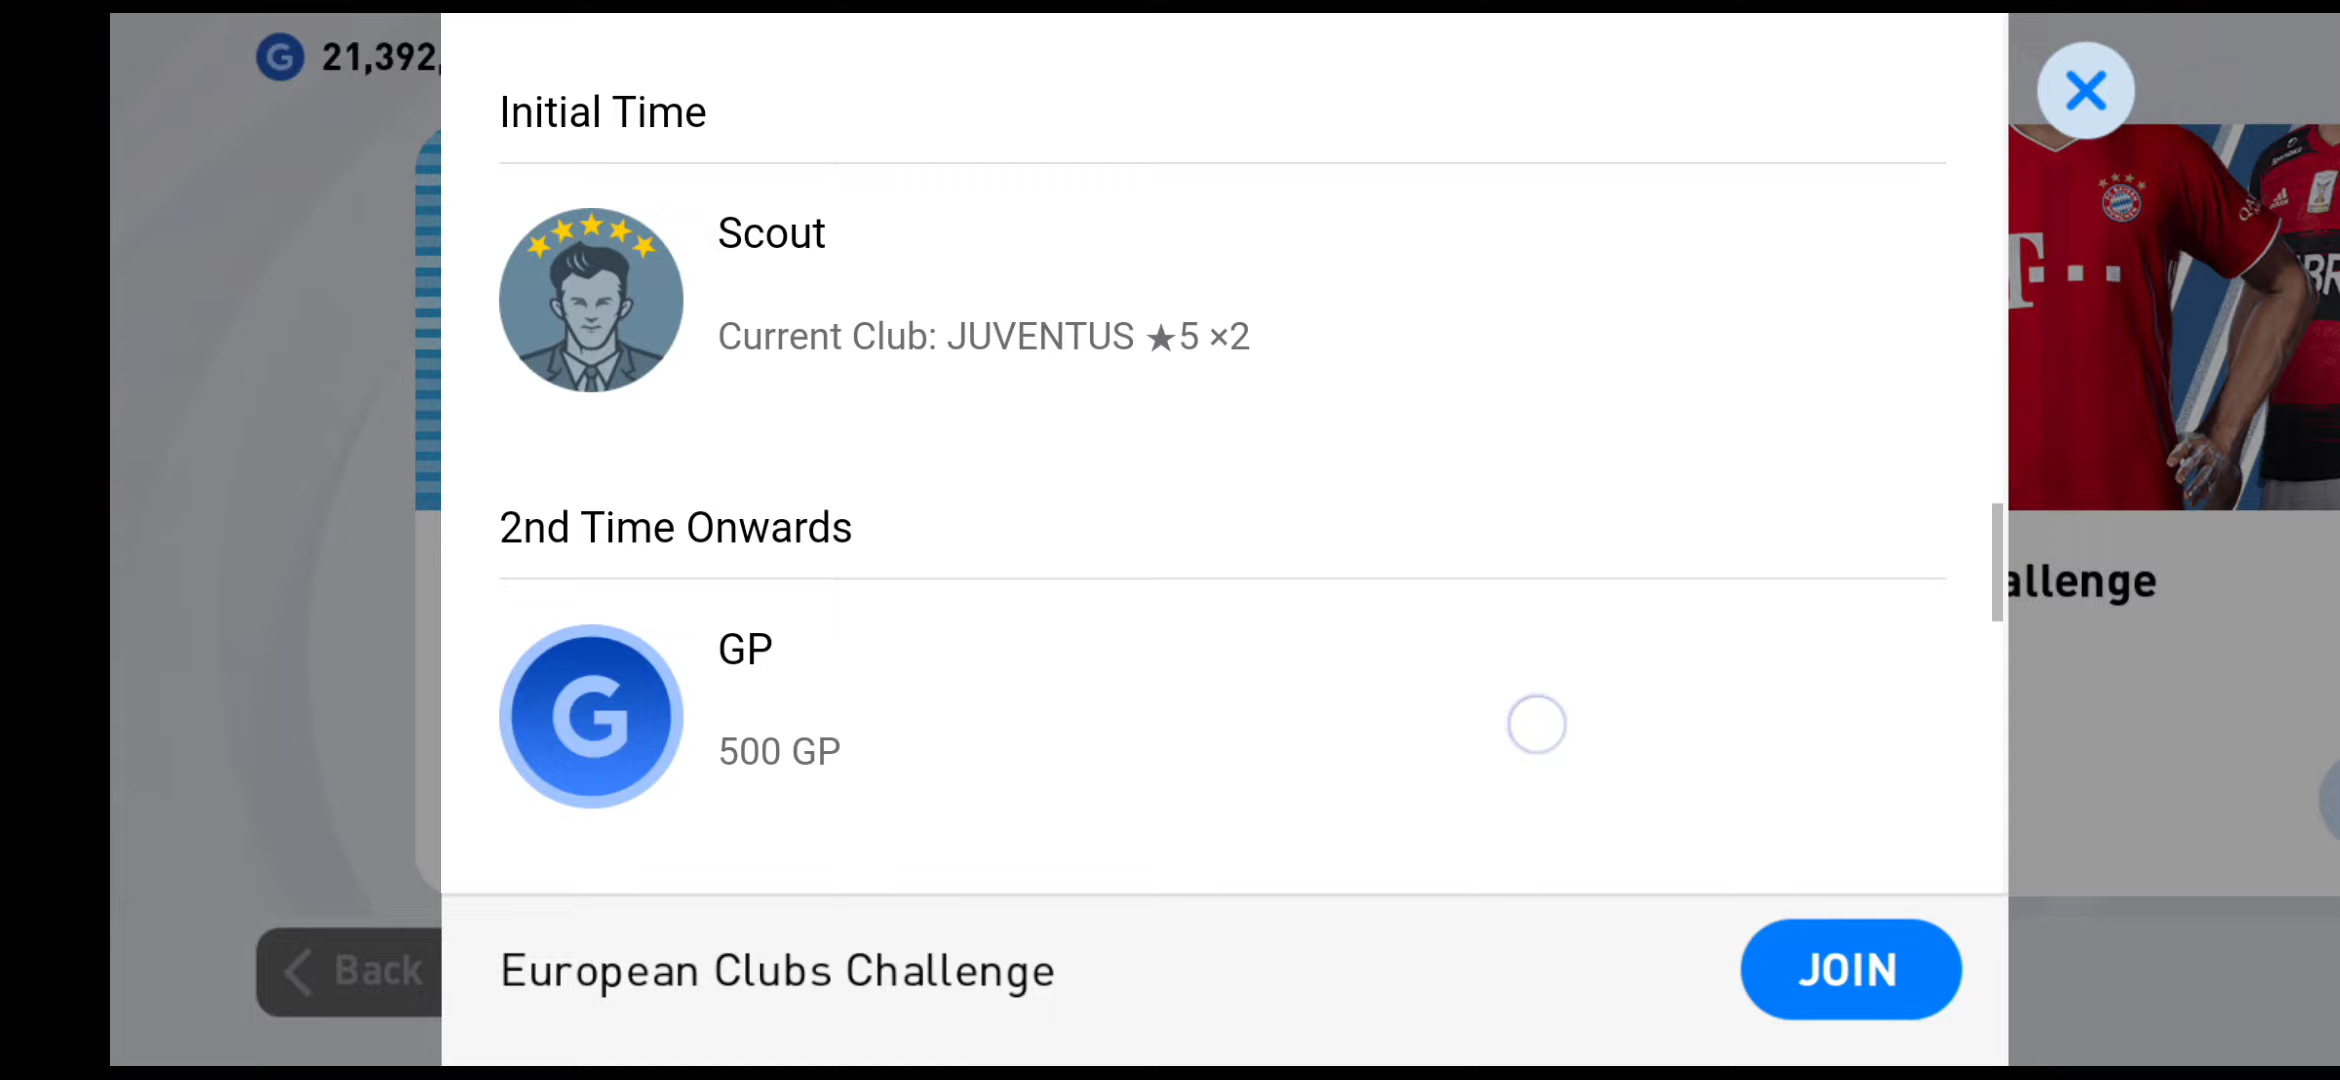 21,392,
Initial Time
Scout
Current Club: JUVENTUS ★5 ×2
2nd Time Onwards
allenge
GP
500 GP
Back
European Clubs Challenge
JOIN